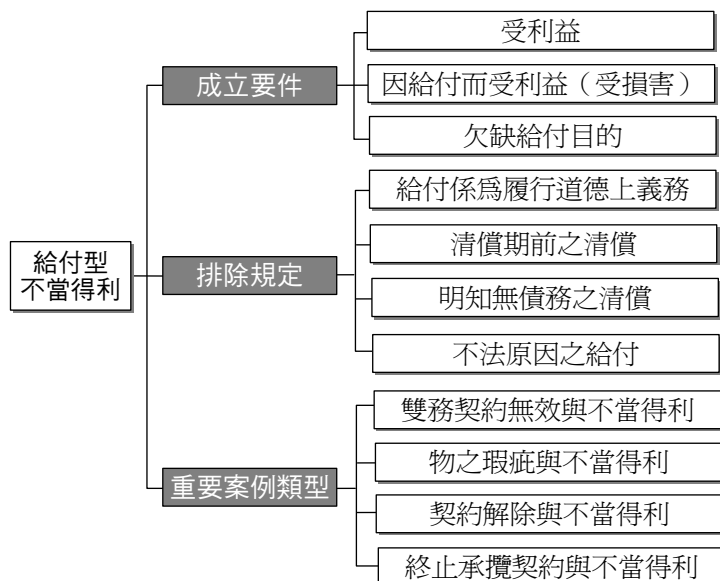 給付型
不當得利
成立要件
受利益
因給付而受利益（受損害）
欠缺給付目的
排除規定
給付係為履行道德上義務
清償期前之清償
明知無債務之清償
不法原因之給付
重要案例類型
雙務契約無效與不當得利
物之瑕疵與不當得利
契約解除與不當得利
終止承攬契約與不當得利